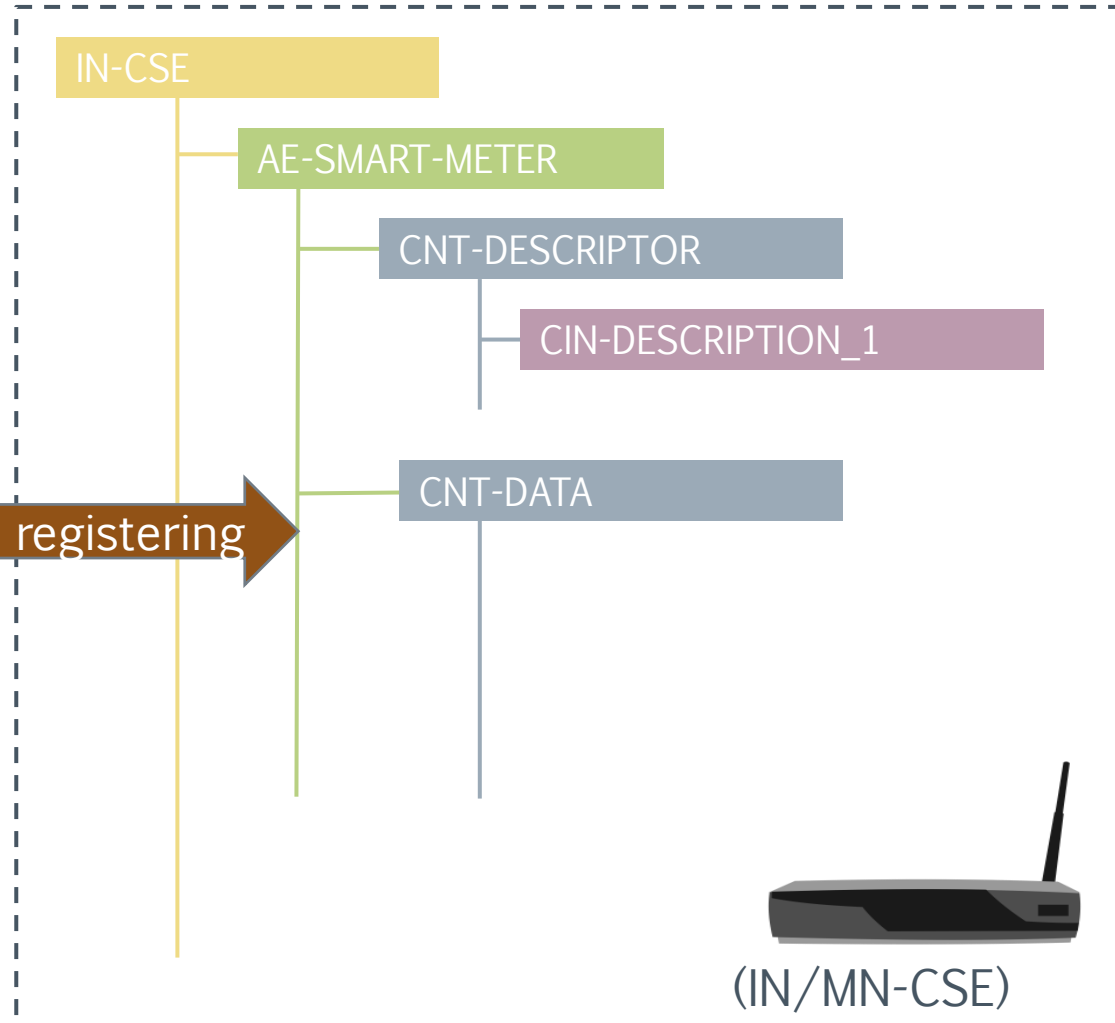 IN-CSE
AE-SMART-METER
CNT-DESCRIPTOR
CIN-DESCRIPTION_1
CNT-DATA
registering
(IN/MN-CSE)